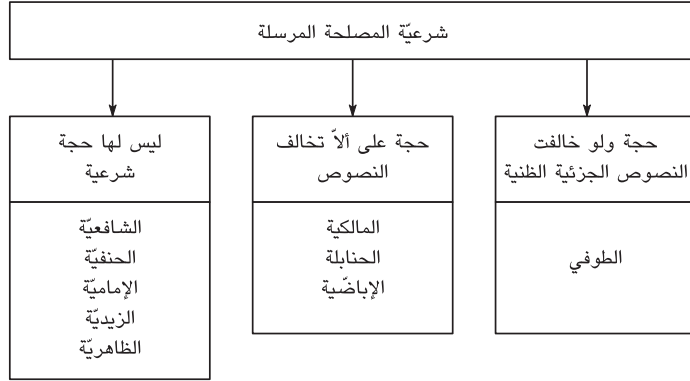 شرعيّة المصلحة المرسلة
حجة ولو خالفت
النصوص الجزئية الظنية
الطوفي
حجة على ألاّ تخالف
النصوص
المالكية
الحنابلة
الإباضّية
ليس لها حجة
شرعية
الشافعيّة
الحنفيّة
الإماميّة
الزيديّة
الظاهريّة